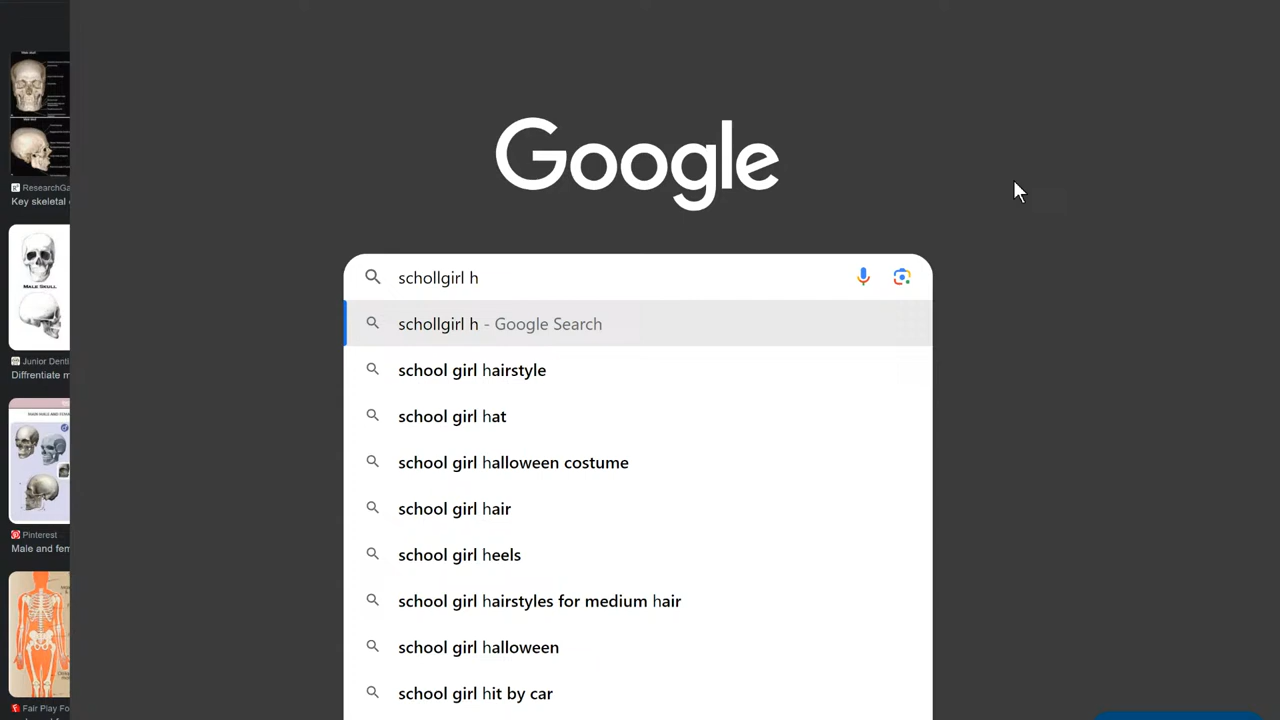 Google
schollgirl h
schollgirl h - Google Search
school girl hairstyle
school girl hat
school girl halloween costume
school girl hair
school girl heels
school girl hairstyles for medium hair
school girl halloween
school girl hit by car
ResearchGa
Key skeletal
MALE SKULL
Junior Denti
Diffrentiate m
Pinterest
Male and fem
Fair Play Fo